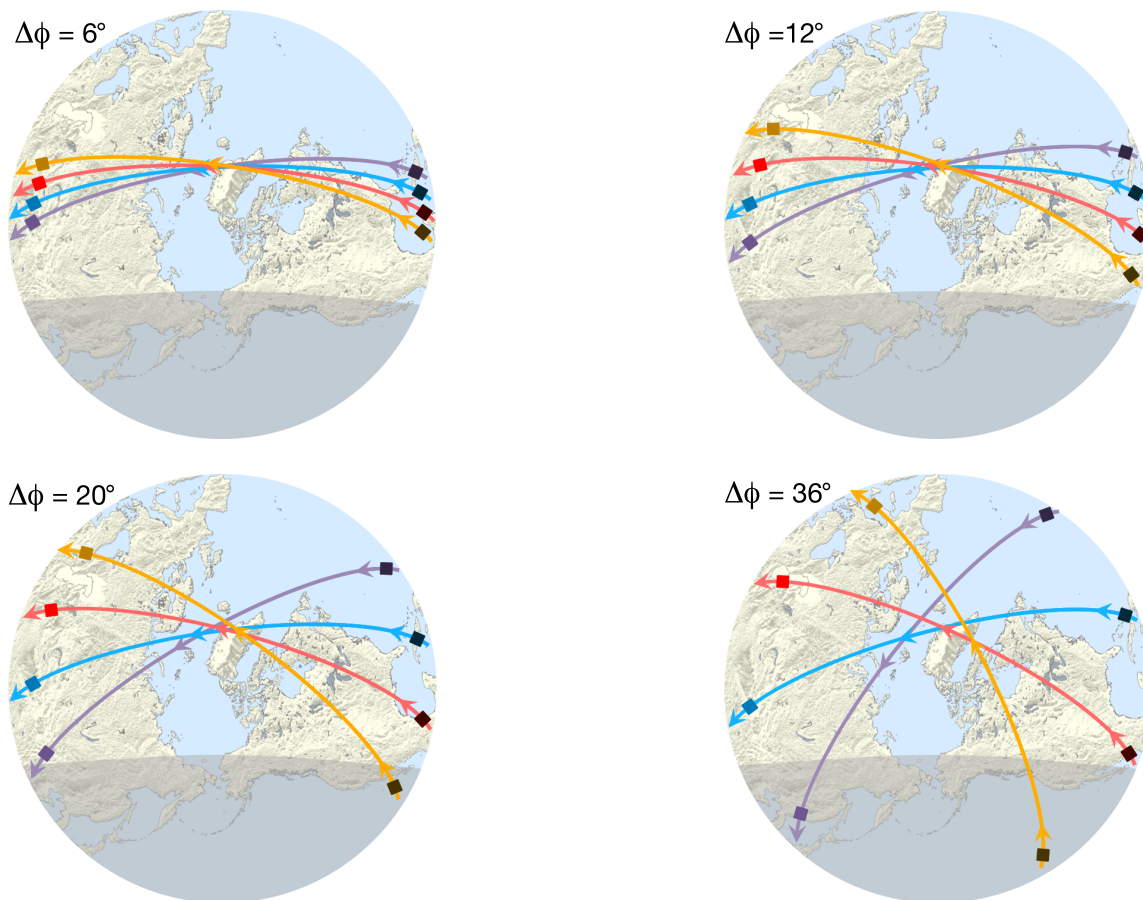 Δϕ = 6°
Δϕ =12°
Δϕ = 20°
Δϕ = 36°